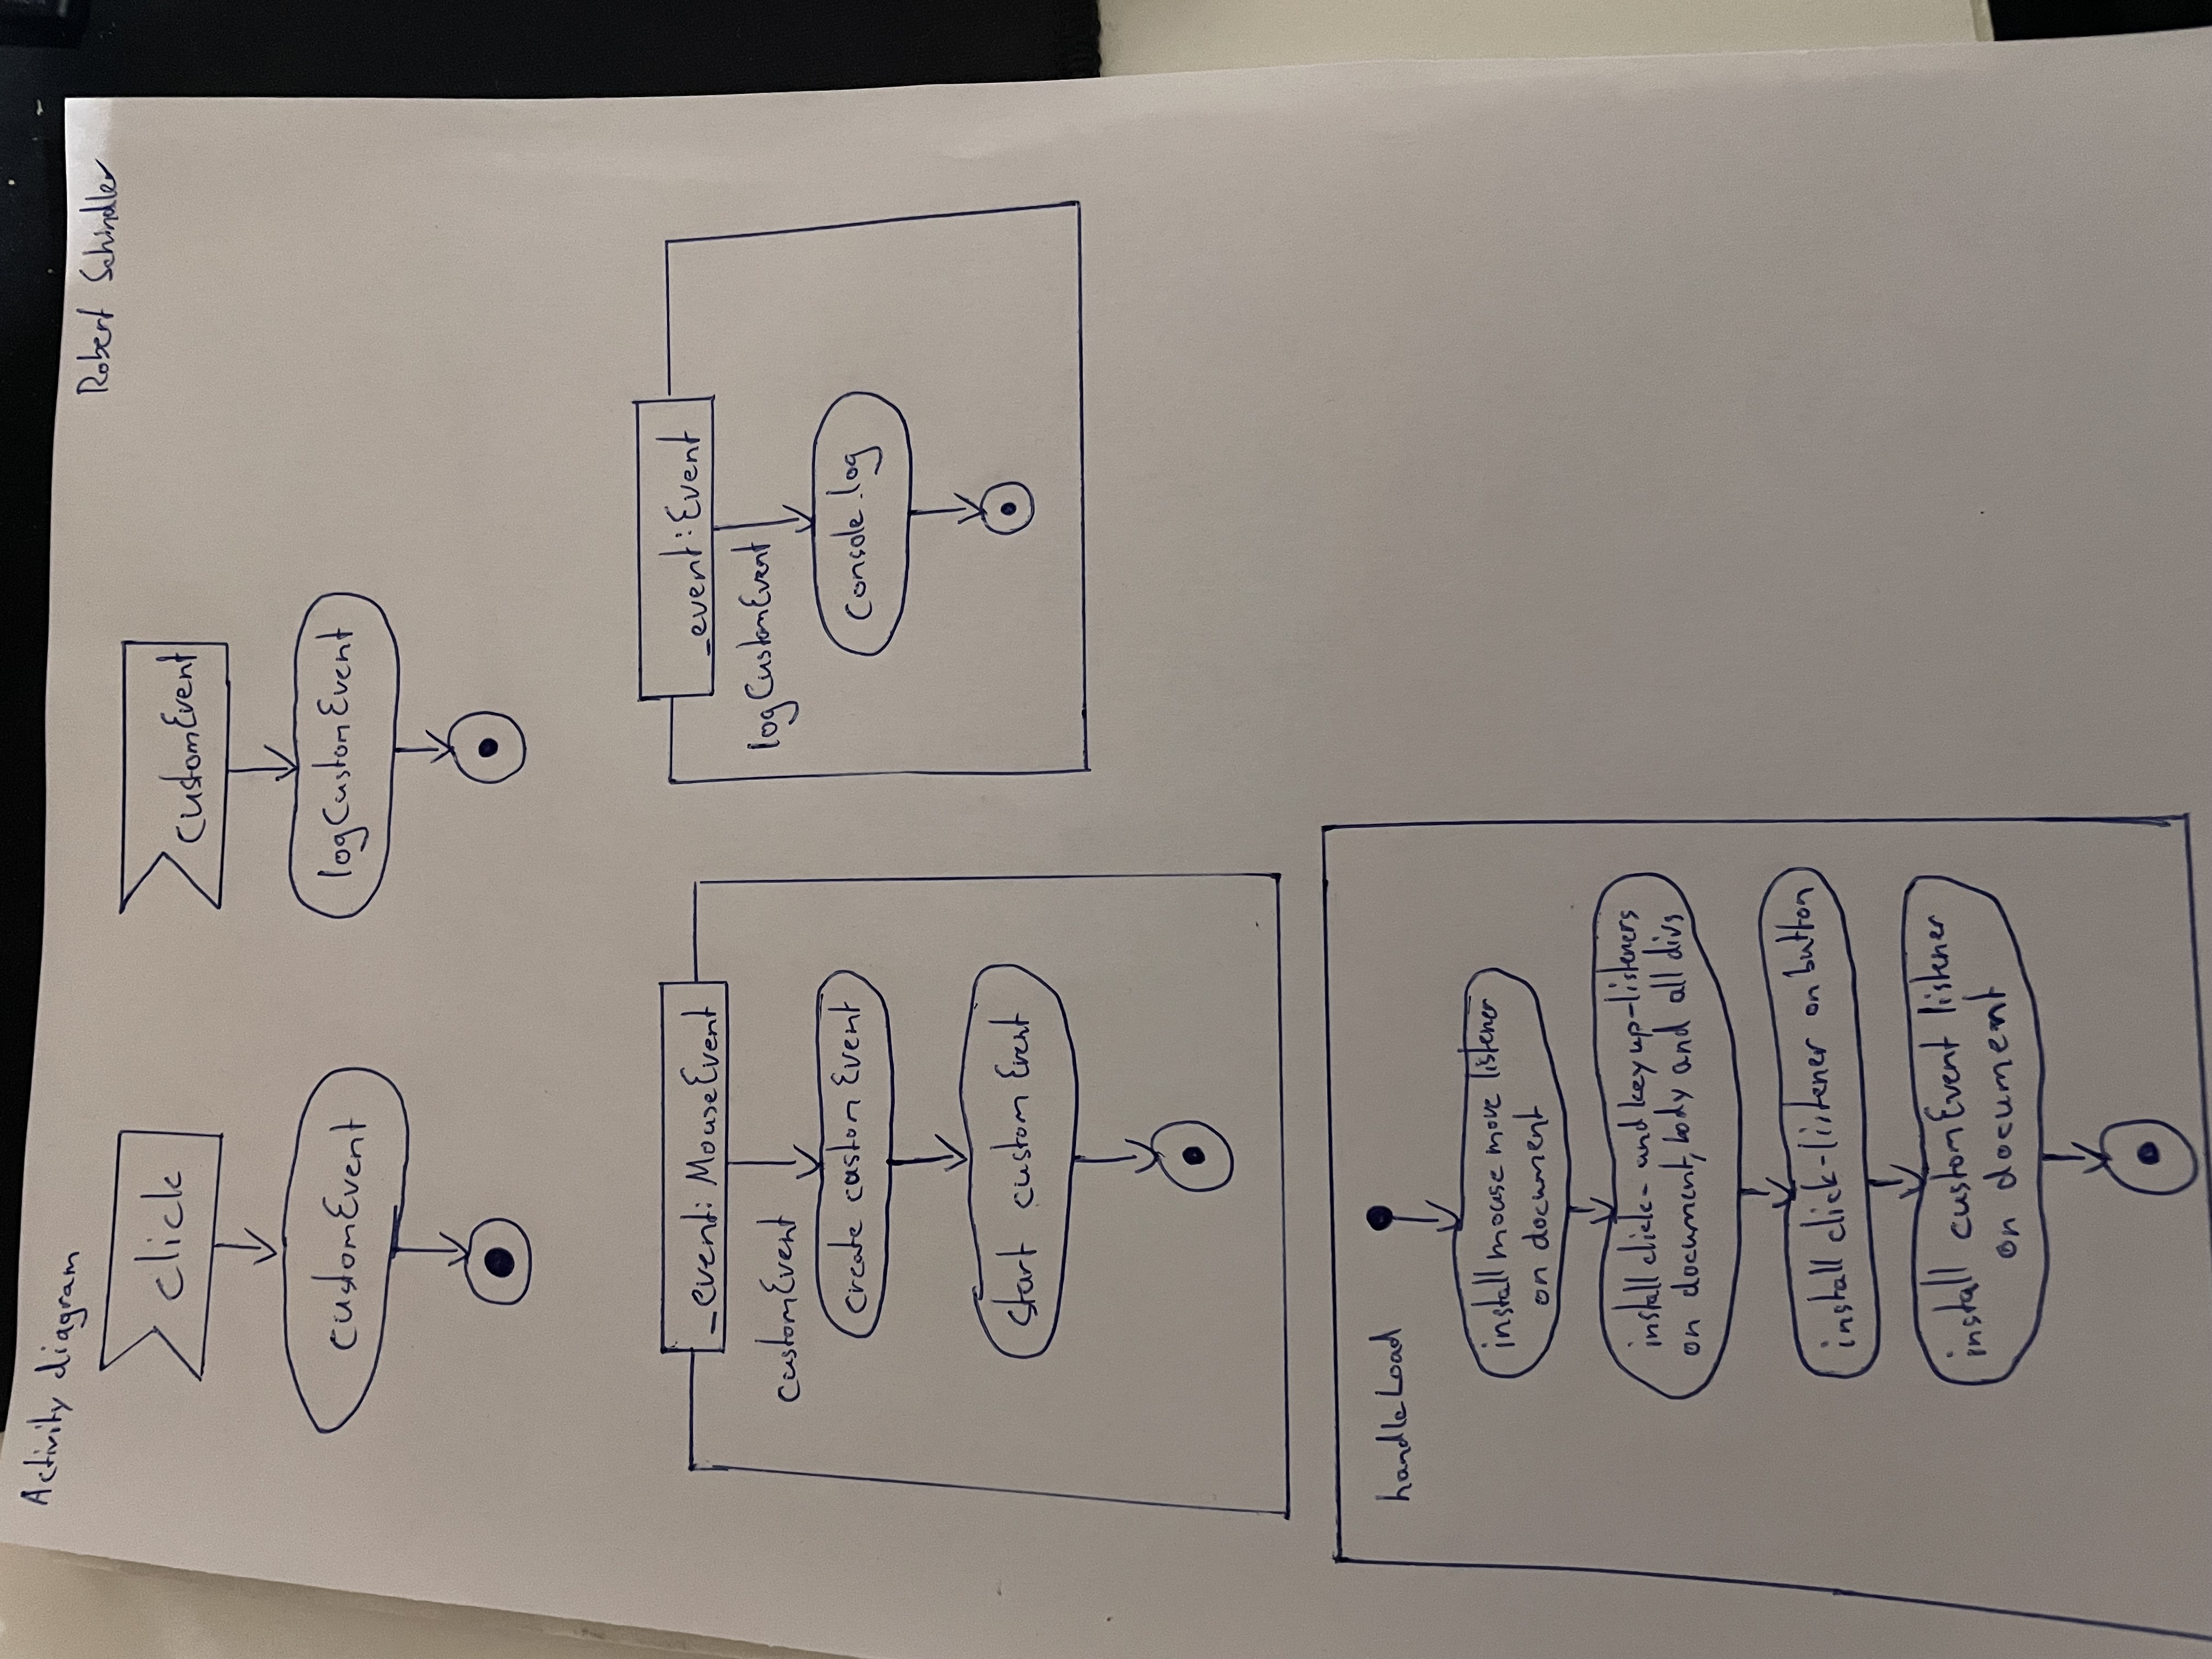 Activity diagram
Robert Schindler
click
customEvent
customEvent
logCustomEvent
_event: MouseEvent
customEvent
create custom Event
start custom Event
_event: Event
logCustomEvent
console.log
handleLoad
install mouse move listener
on document
install click- and keyup-listeners
on document, body and all divs
install click-listener on button
install customEvent listener
on document